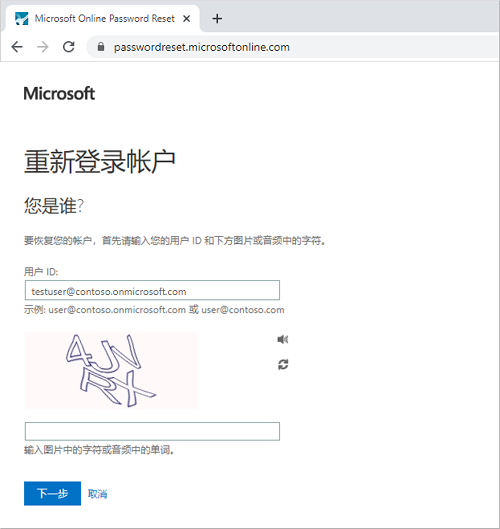 Microsoft Online Password Reset
passwordreset.microsoftonline.com
Microsoft
重新登录帐户
您是谁?
要恢复您的帐户，首先请输入您的用户 ID 和下方图片或音频中的字符。
用户 ID:
testuser@contoso.onmicrosoft.com
示例: user@contoso.onmicrosoft.com 或 user@contoso.com
输入图片中的字符或音频中的单词。
下一步 取消